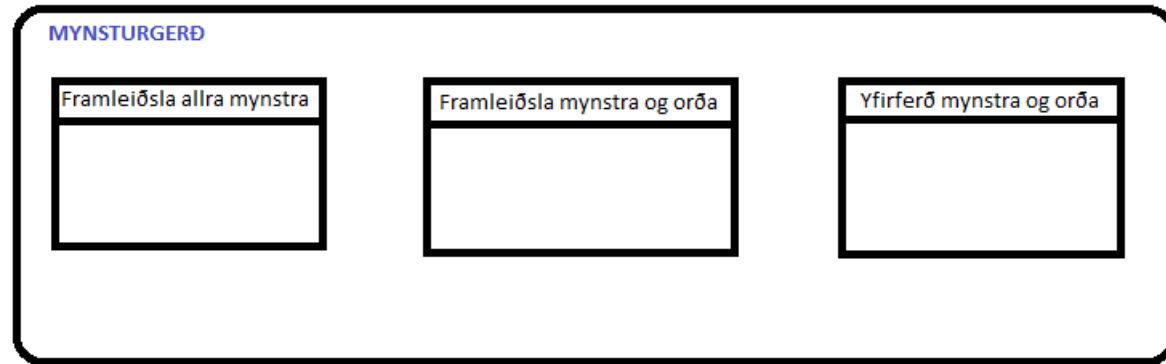 MYNSTURGERÐ
Framleiðsla allra mynstra
Framleiðsla mynstra og orða
Yfirferð mynstra og orða